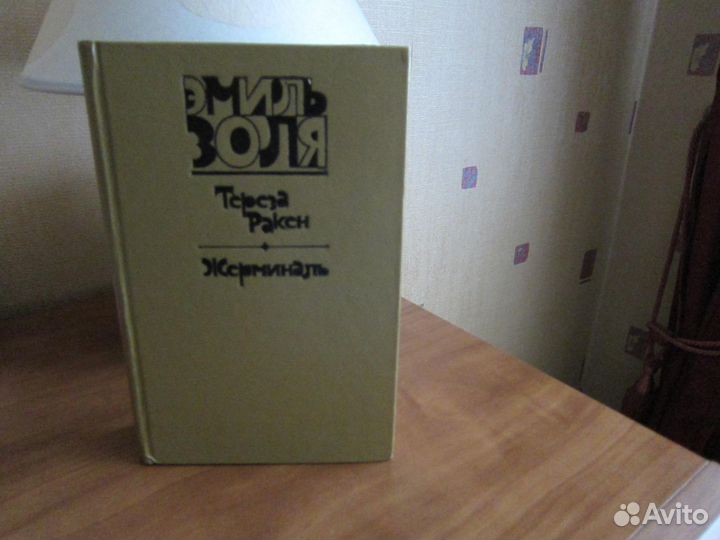 ЭМИЛЬ
ЗОЛЯ
Тереза
Ракен
Жерминаль
Avito